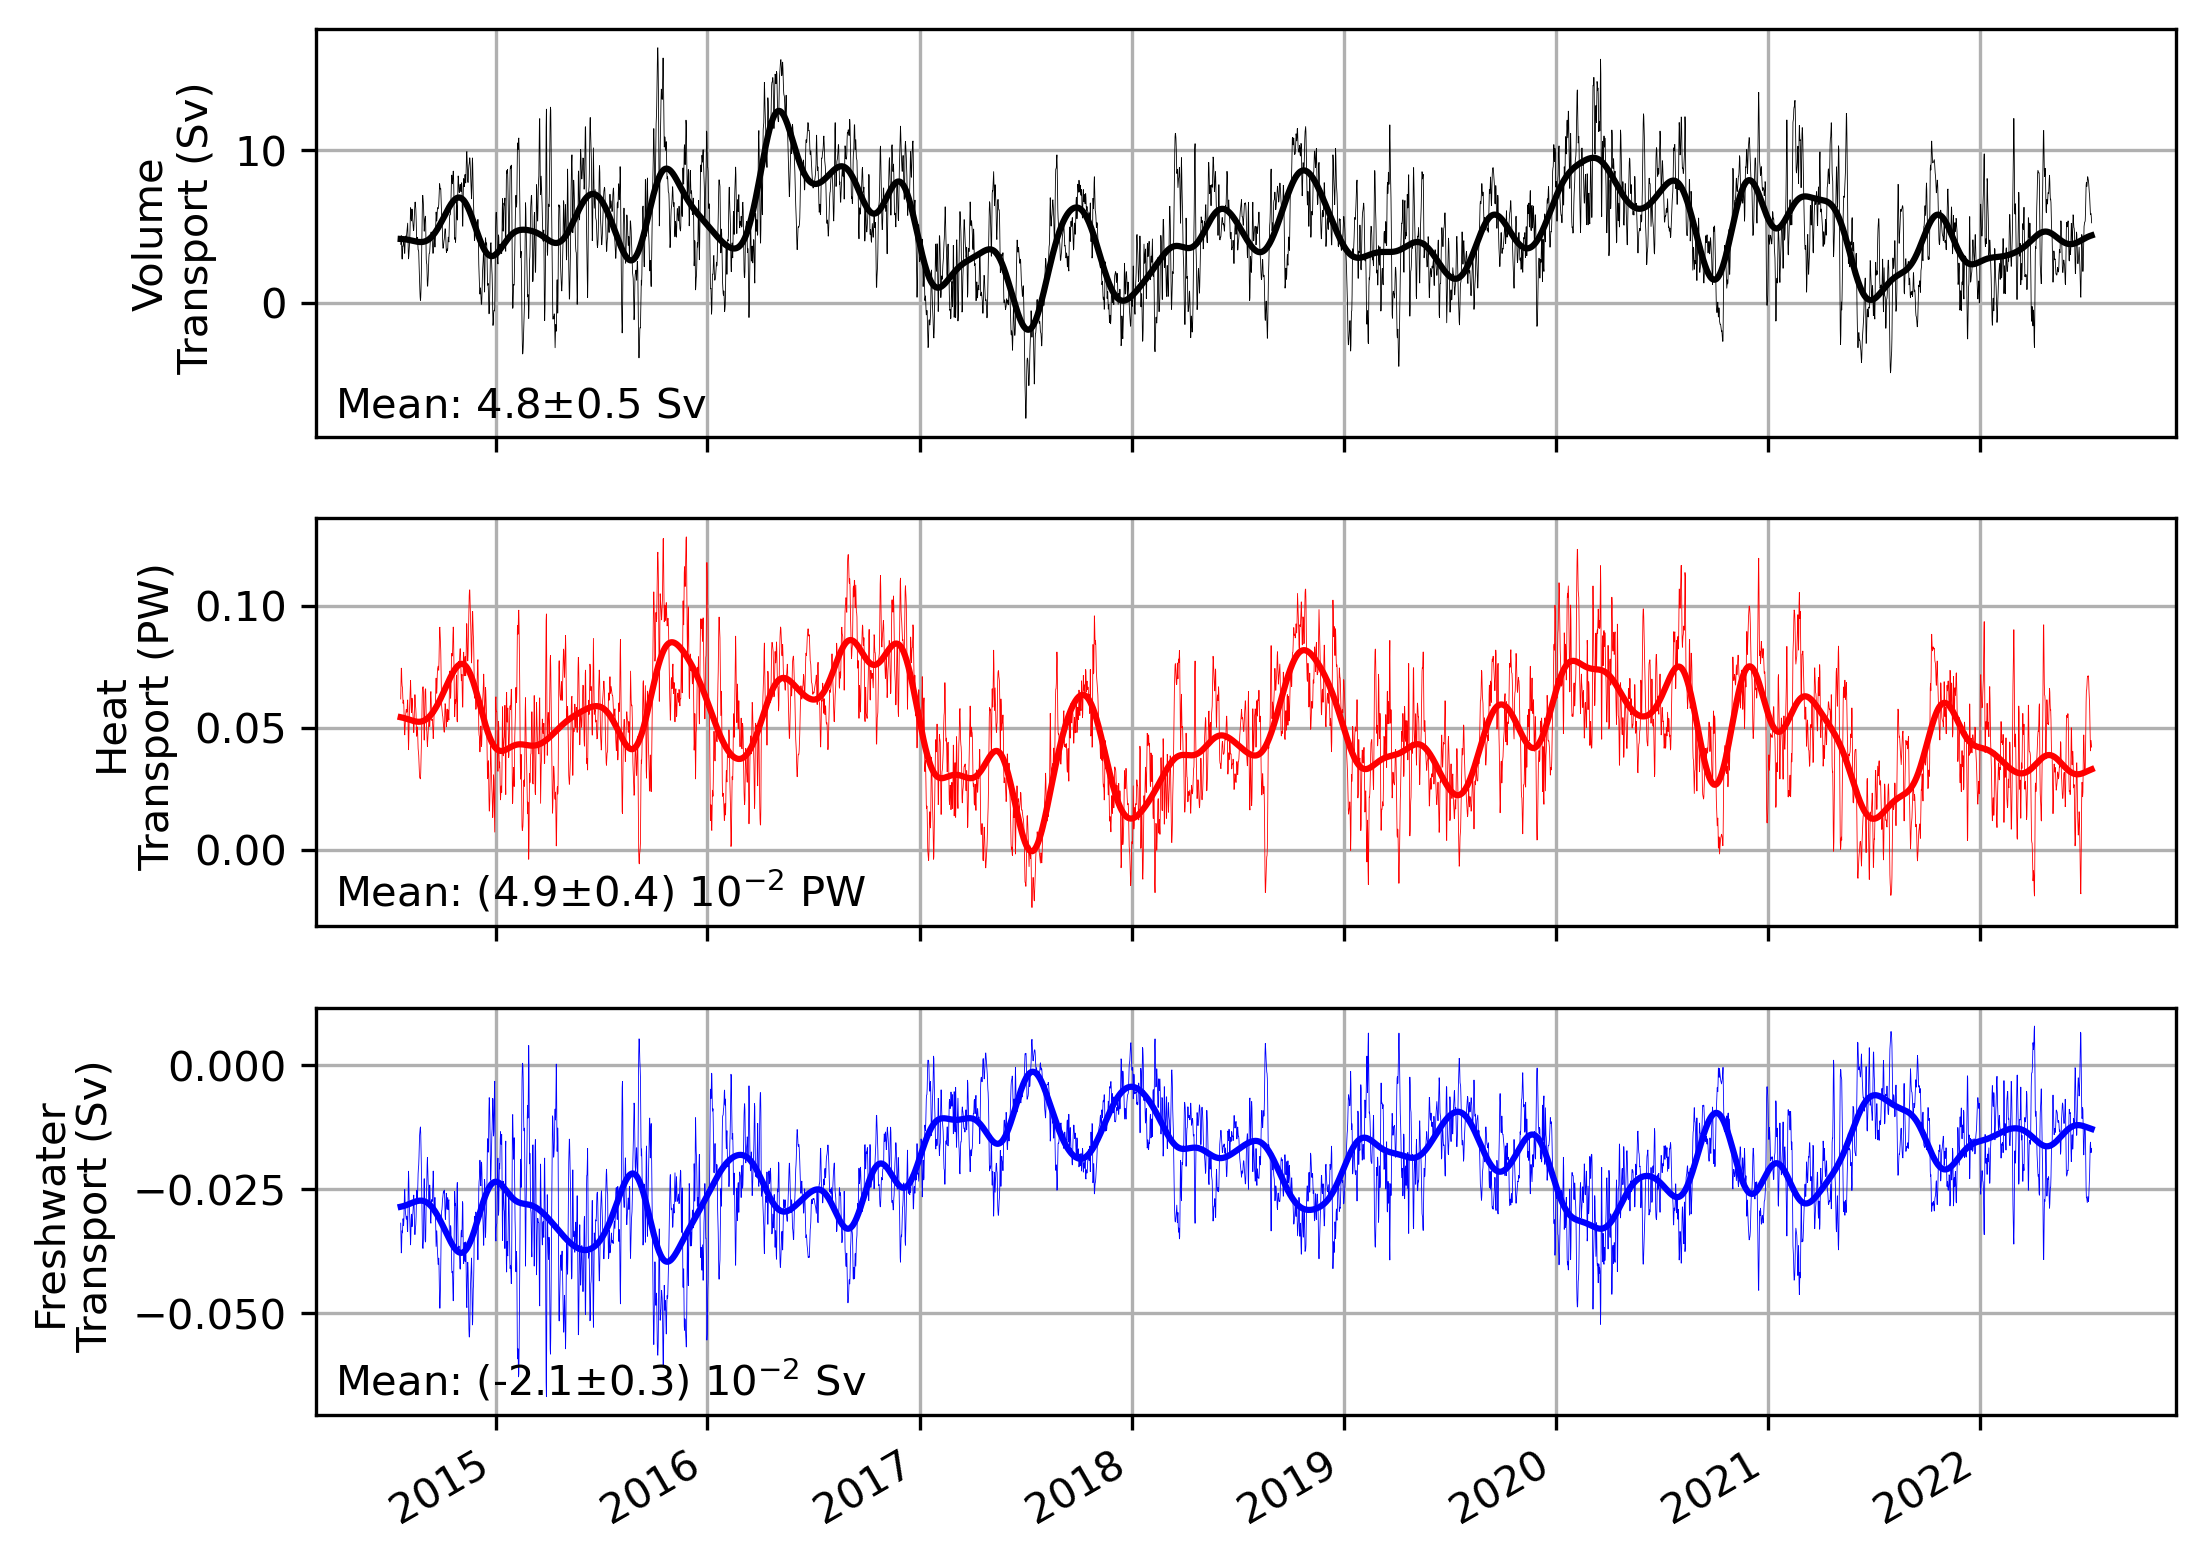 Volume
Transport (Sv)
10
0
Mean: 4.8±0.5 Sv
Heat
Transport (PW)
0.10
0.05
0.00
Mean: (4.9±0.4) 10⁻² PW
Freshwater
Transport (Sv)
0.000
−0.025
−0.050
Mean: (-2.1±0.3) 10⁻² Sv
2015 2016 2017 2018 2019 2020 2021 2022